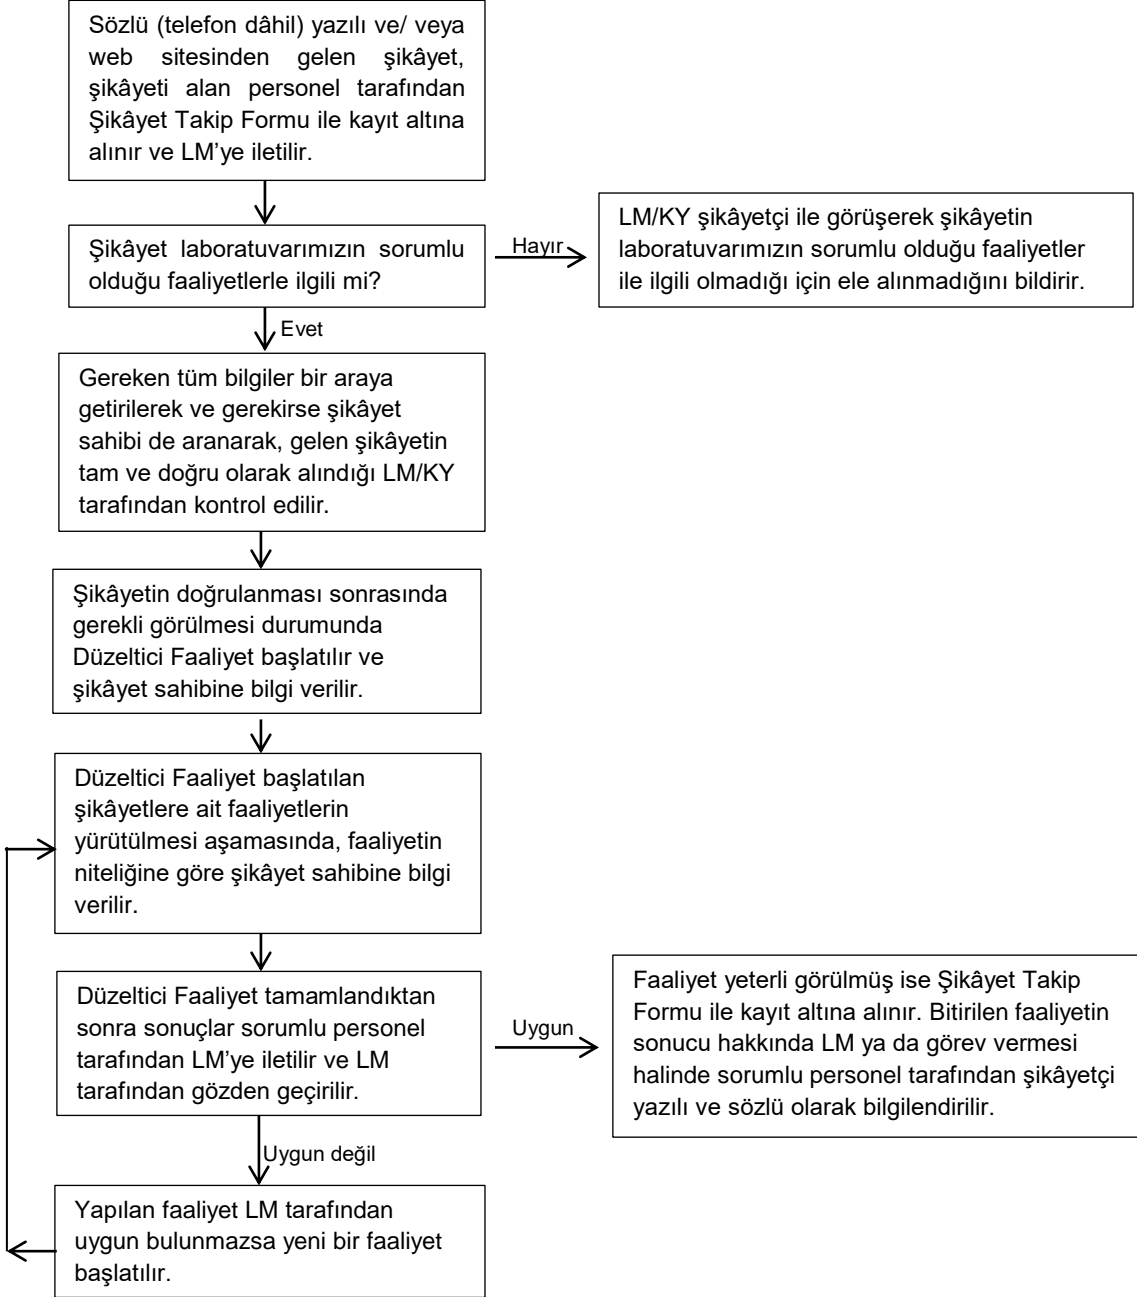 Sözlü (telefon dâhil) yazılı ve/ veya
web sitesinden gelen şikâyet,
şikâyeti alan personel tarafından
Şikâyet Takip Formu ile kayıt altına
alınır ve LM’ye iletilir.
Şikâyet laboratuvarımızın sorumlu
olduğu faaliyetlerle ilgili mi?
Hayır
LM/KY şikâyetçi ile görüşerek şikâyetin
laboratuvarımızın sorumlu olduğu faaliyetler
ile ilgili olmadığı için ele alınmadığını bildirir.
Evet
Gereken tüm bilgiler bir araya
getirilerek ve gerekirse şikâyet
sahibi de aranarak, gelen şikâyetin
tam ve doğru olarak alındığı LM/KY
tarafından kontrol edilir.
Şikâyetin doğrulanması sonrasında
gerekli görülmesi durumunda
Düzeltici Faaliyet başlatılır ve
şikâyet sahibine bilgi verilir.
Düzeltici Faaliyet başlatılan
şikâyetlere ait faaliyetlerin
yürütülmesi aşamasında, faaliyetin
niteliğine göre şikâyet sahibine bilgi
verilir.
Düzeltici Faaliyet tamamlandıktan
sonra sonuçlar sorumlu personel
tarafından LM’ye iletilir ve LM
tarafından gözden geçirilir.
Uygun
Faaliyet yeterli görülmüş ise Şikâyet Takip
Formu ile kayıt altına alınır. Bitirilen faaliyetin
sonucu hakkında LM ya da görev vermesi
halinde sorumlu personel tarafından şikâyetçi
yazılı ve sözlü olarak bilgilendirilir.
Uygun değil
Yapılan faaliyet LM tarafından
uygun bulunmazsa yeni bir faaliyet
başlatılır.